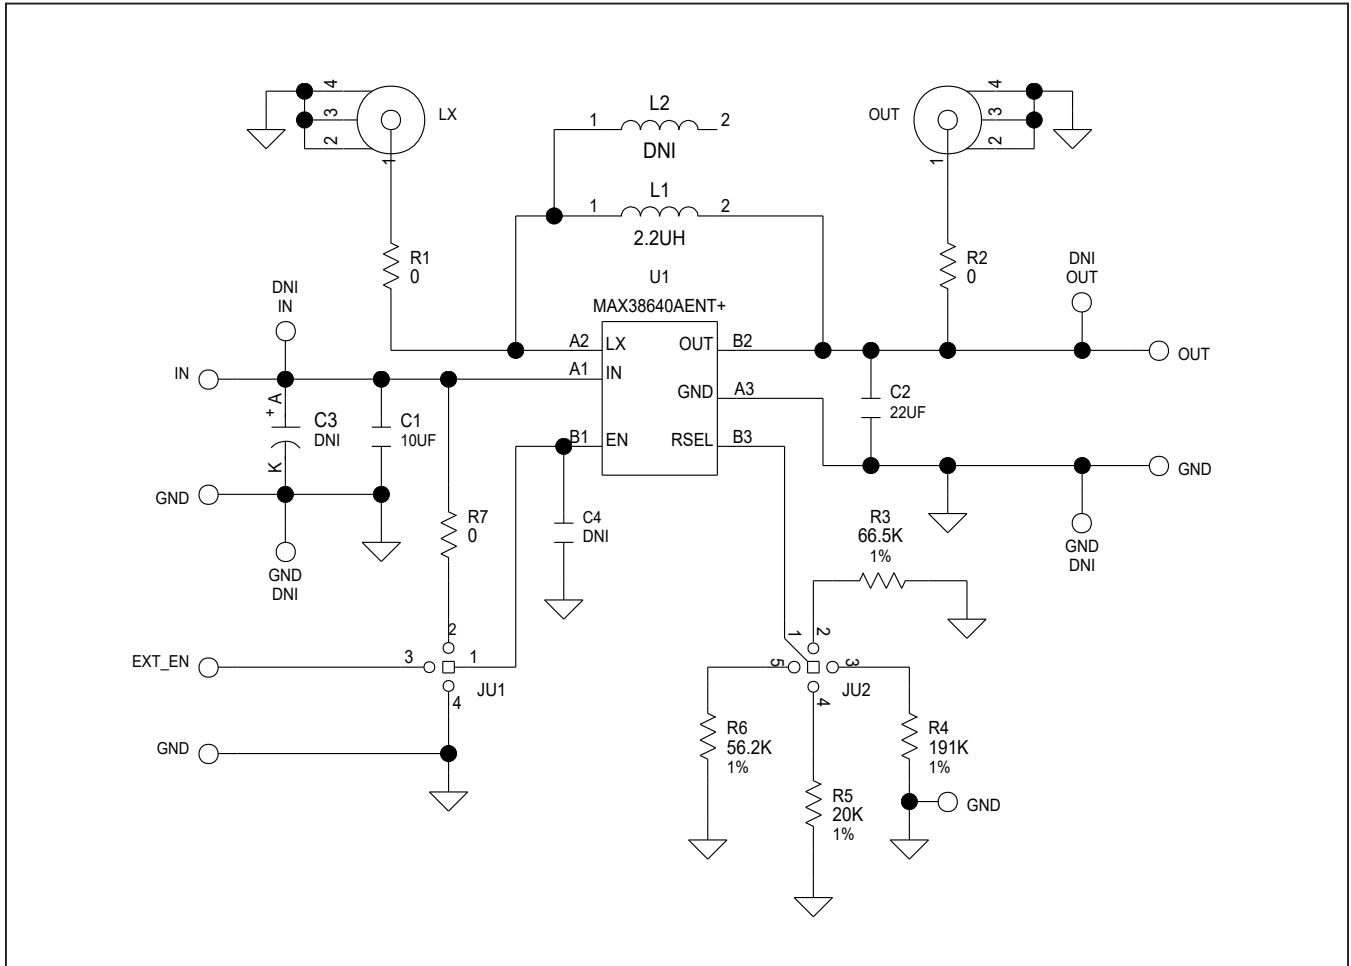 4
3
2
1
LX
L2
1
2
DNI
L1
1
2
2.2UH
OUT
4
3
2
1
R1
0
R2
0
DNI
OUT
DNI
IN
U1
MAX38640AENT+
A2
LX
OUT
B2
OUT
IN
A1
IN
GND
A3
+
A
C3
DNI
K
C1
10UF
C2
22UF
B1
EN
RSEL
B3
GND
GND
GND
DNI
GND
DNI
R7
0
C4
DNI
R3
66.5K
1%
EXT_EN
3
2
1
4
JU1
1
2
3
4
5
JU2
GND
R6
56.2K
1%
R4
191K
1%
R5
20K
1%
GND